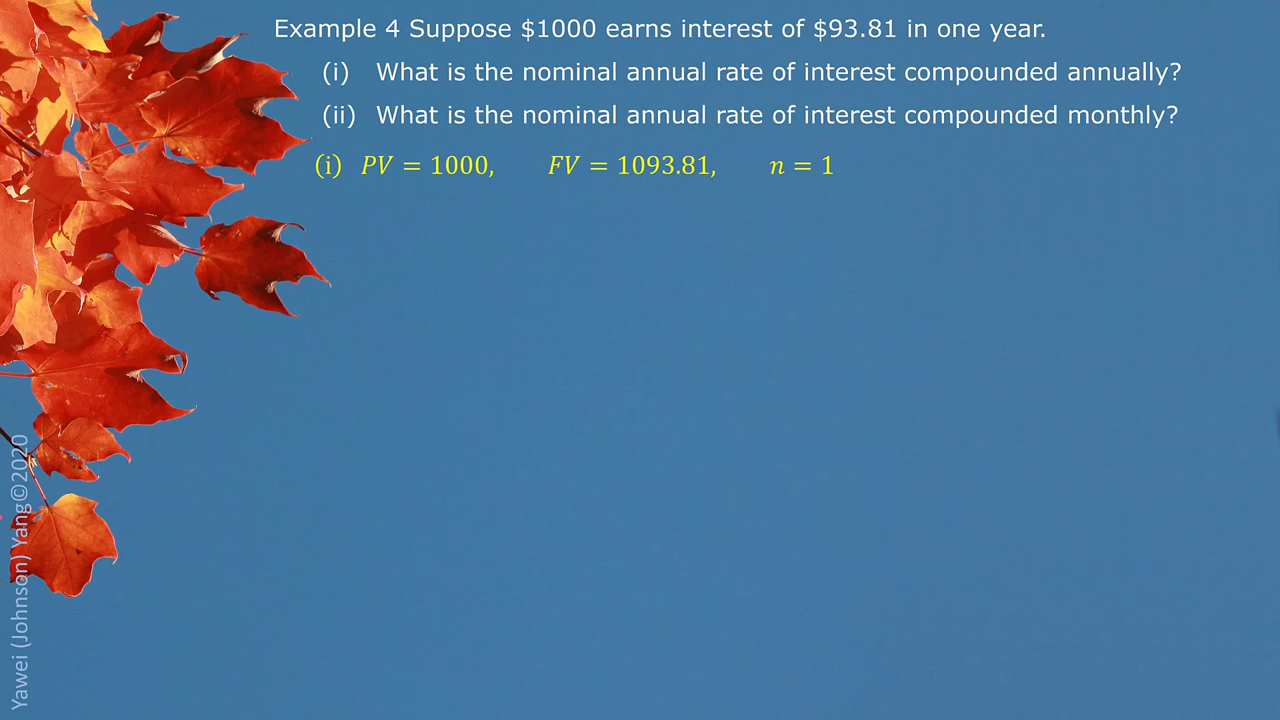 Example 4 Suppose $1000 earns interest of $93.81 in one year.
(i) What is the nominal annual rate of interest compounded annually?
(ii) What is the nominal annual rate of interest compounded monthly?
(i) PV = 1000, FV = 1093.81, n = 1
Yawei (Johnson) Yang©2020